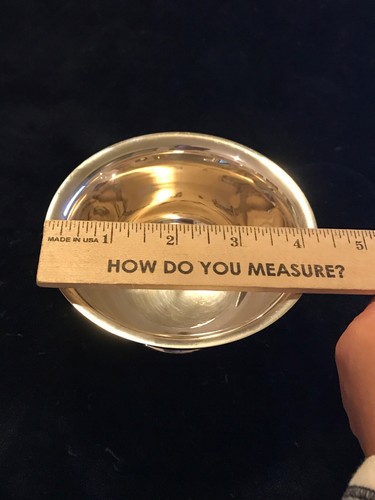 MADE IN USA 1 2 3 4 5
HOW DO YOU MEASURE?